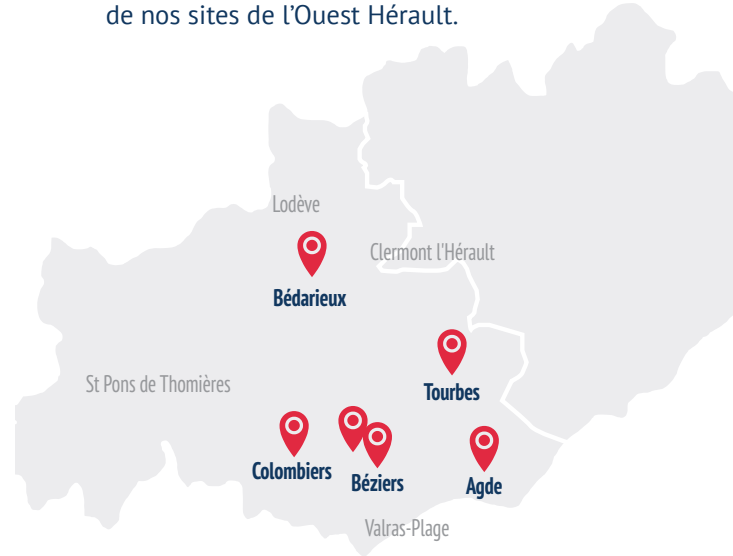 de nos sites de l'Ouest Hérault.
Lodève
Clermont l'Hérault
Bédarieux
St Pons de Thomières
Tourbes
Colombiers
Béziers
Agde
Valras-Plage